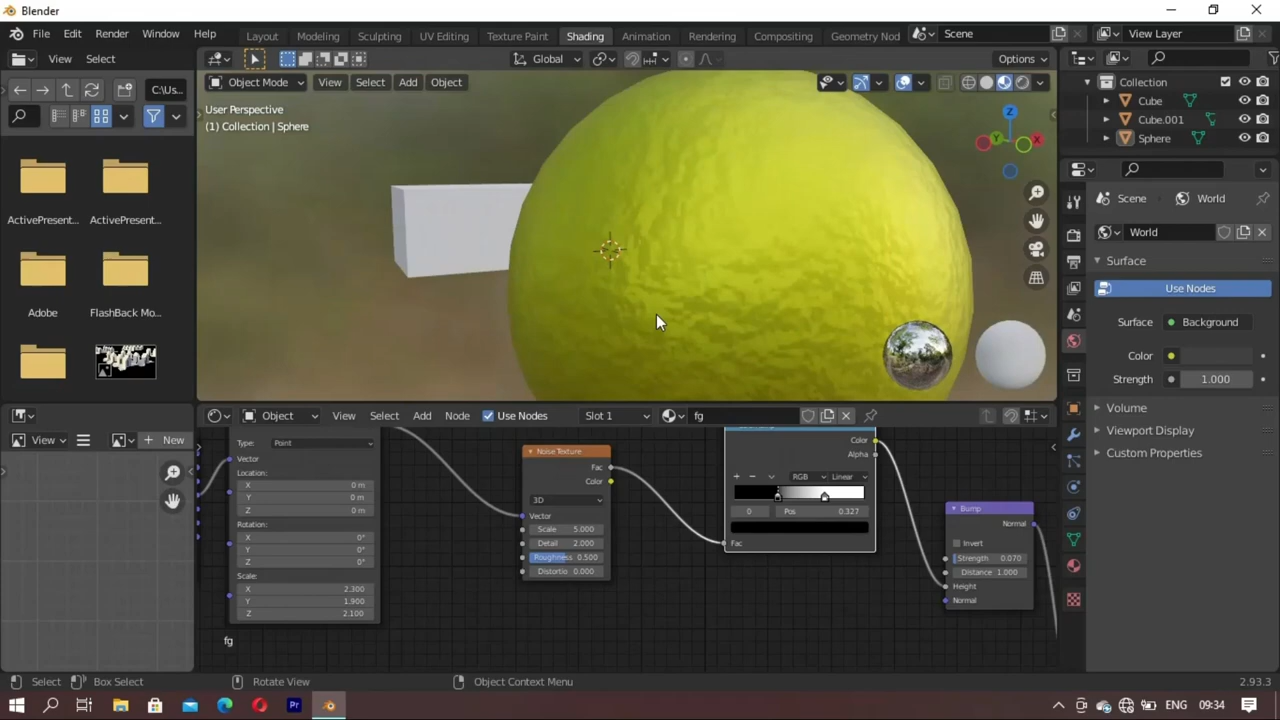 Blender
File Edit Render Window Help
Layout Modeling Sculpting UV Editing Texture Paint Shading Animation Rendering Compositing Geometry Nod
Scene View Layer
View Select
Global Options
C:\Us...
Object Mode View Select Add Object
User Perspective
(1) Collection | Sphere
Z
Y X
ActivePresent...
ActivePresent...
Adobe
FlashBack Mo...
Collection
Cube
Cube.001
Sphere
Scene World
World
Surface
Use Nodes
Surface Background
Color
Strength 1.000
Volume
Viewport Display
Custom Properties
View New
Object View Select Add Node Use Nodes Slot 1 fg
Type: Point
Vector
Location:
X 0 m
Y 0 m
Z 0 m
Rotation:
X 0°
Y 0°
Z 0°
Scale:
X 2.300
Y 1.900
Z 2.100
fg
Noise Texture
Fac
Color
3D
Vector
Scale 5.000
Detail 2.000
Roughness 0.500
Distortio 0.000
Color
Alpha
RGB Linear
0 Pos 0.327
Fac
Bump
Normal
Invert
Strength 0.070
Distance 1.000
Height
Normal
Select Box Select Rotate View Object Context Menu 2.93.3
Pr ENG 09:34